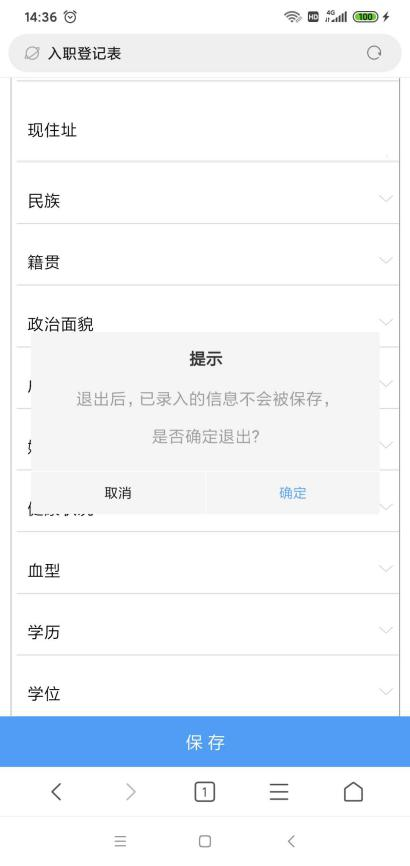 14:36
HD
4G
100
入职登记表
现住址
民族
籍贯
政治面貌
提示
退出后，已录入的信息不会被保存，
是否确定退出?
取消
确定
血型
学历
学位
保存
1